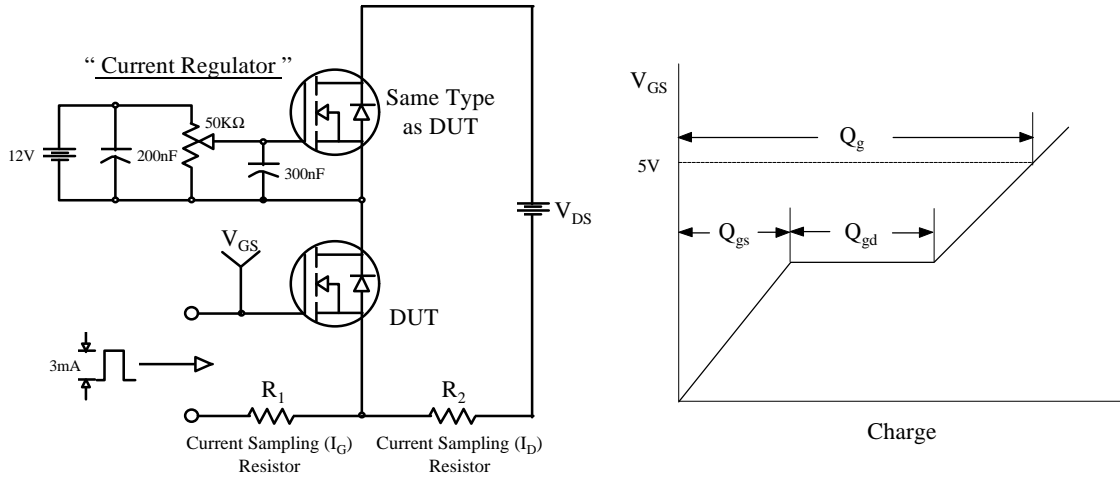 “ Current Regulator ”
Same Type
as DUT
50KΩ
12V
200nF
300nF
V_DS
V_GS
DUT
3mA
R_1
R_2
Current Sampling (I_G)
Resistor
Current Sampling (I_D)
Resistor
V_GS
Q_g
5V
Q_gs
Q_gd
Charge